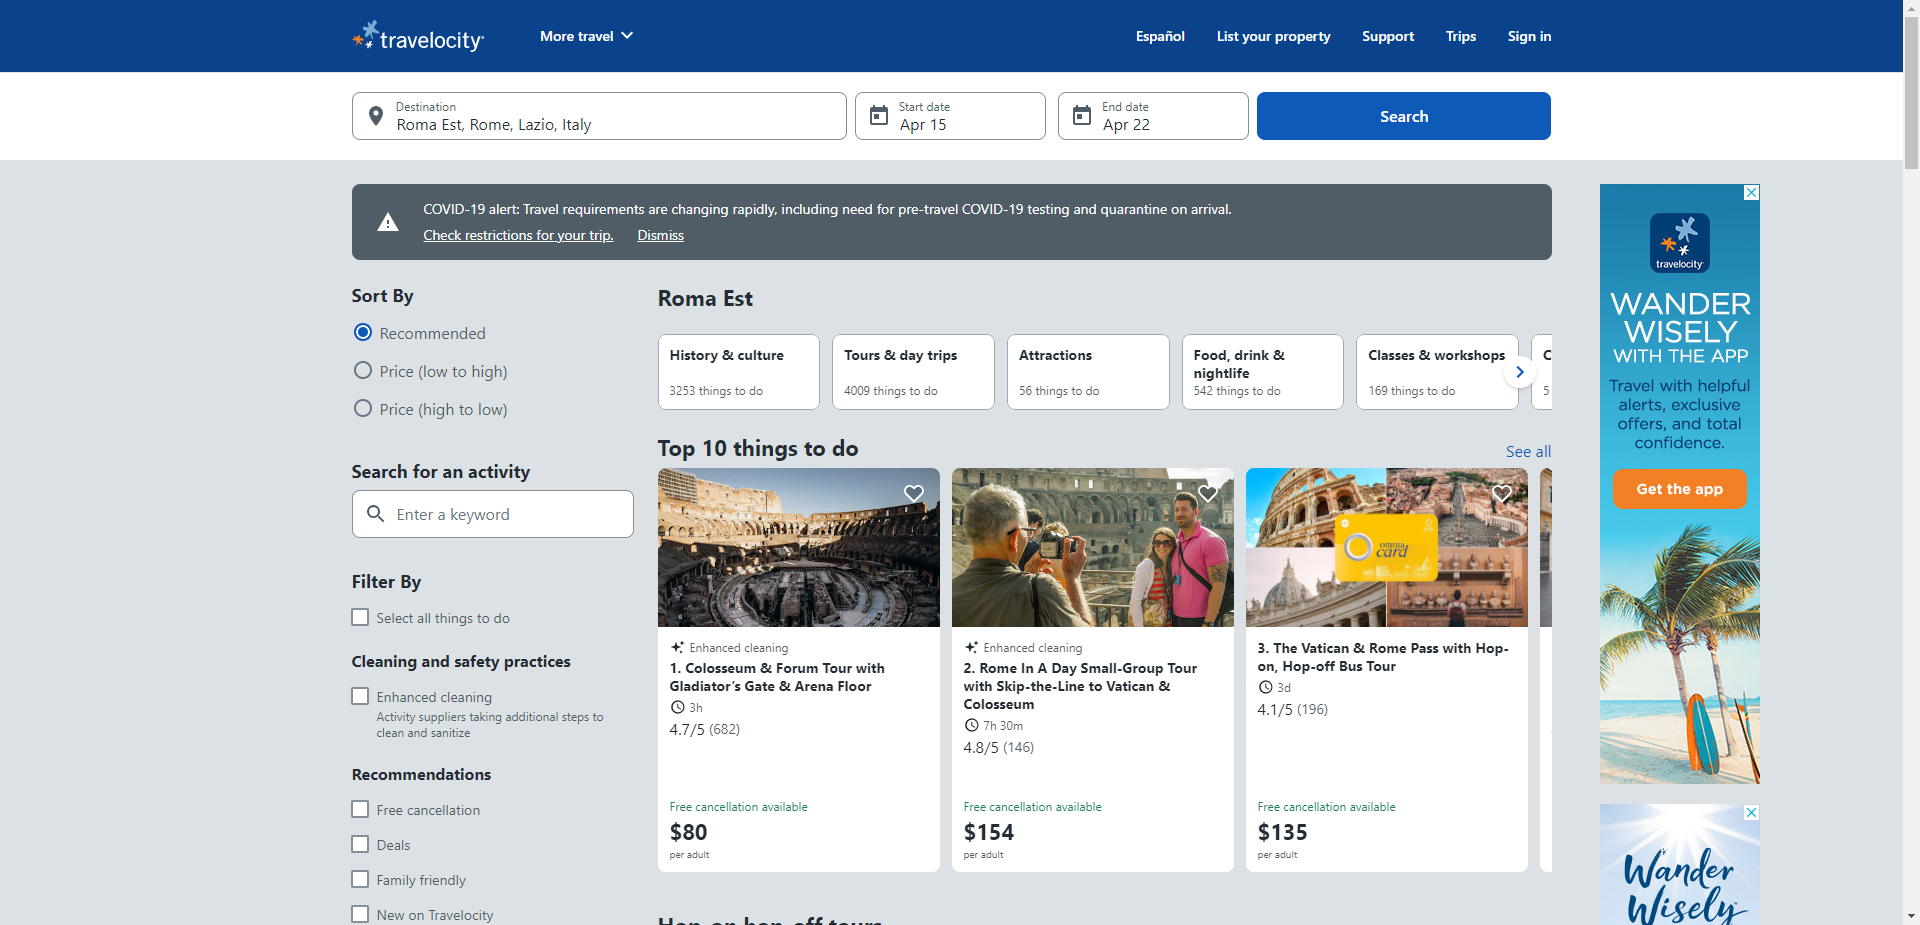 travelocity
More travel
Español
List your property
Support
Trips
Sign in
Destination
Roma Est, Rome, Lazio, Italy
Start date
Apr 15
End date
Apr 22
Search
COVID-19 alert: Travel requirements are changing rapidly, including need for pre-travel COVID-19 testing and quarantine on arrival.
Check restrictions for your trip.
Dismiss
Sort By
Recommended
Price (low to high)
Price (high to low)
Search for an activity
Enter a keyword
Filter By
Select all things to do
Cleaning and safety practices
Enhanced cleaning
Activity suppliers taking additional steps to
clean and sanitize
Recommendations
Free cancellation
Deals
Family friendly
New on Travelocity
Roma Est
History & culture
3253 things to do
Tours & day trips
4009 things to do
Attractions
56 things to do
Food, drink &
nightlife
542 things to do
Classes & workshops
169 things to do
C
5
Top 10 things to do
See all
Enhanced cleaning
1. Colosseum & Forum Tour with
Gladiator's Gate & Arena Floor
3h
4.7/5 (682)
Free cancellation available
$80
per adult
Enhanced cleaning
2. Rome In A Day Small-Group Tour
with Skip-the-Line to Vatican &
Colosseum
7h 30m
4.8/5 (146)
Free cancellation available
$154
per adult
omnia
card
3. The Vatican & Rome Pass with Hop-
on, Hop-off Bus Tour
3d
4.1/5 (196)
Free cancellation available
$135
per adult
Hop-on hop-off tours
travelocity
WANDER
WISELY
WITH THE APP
Travel with helpful
alerts, exclusive
offers, and total
confidence.
Get the app
Wander
Wisely